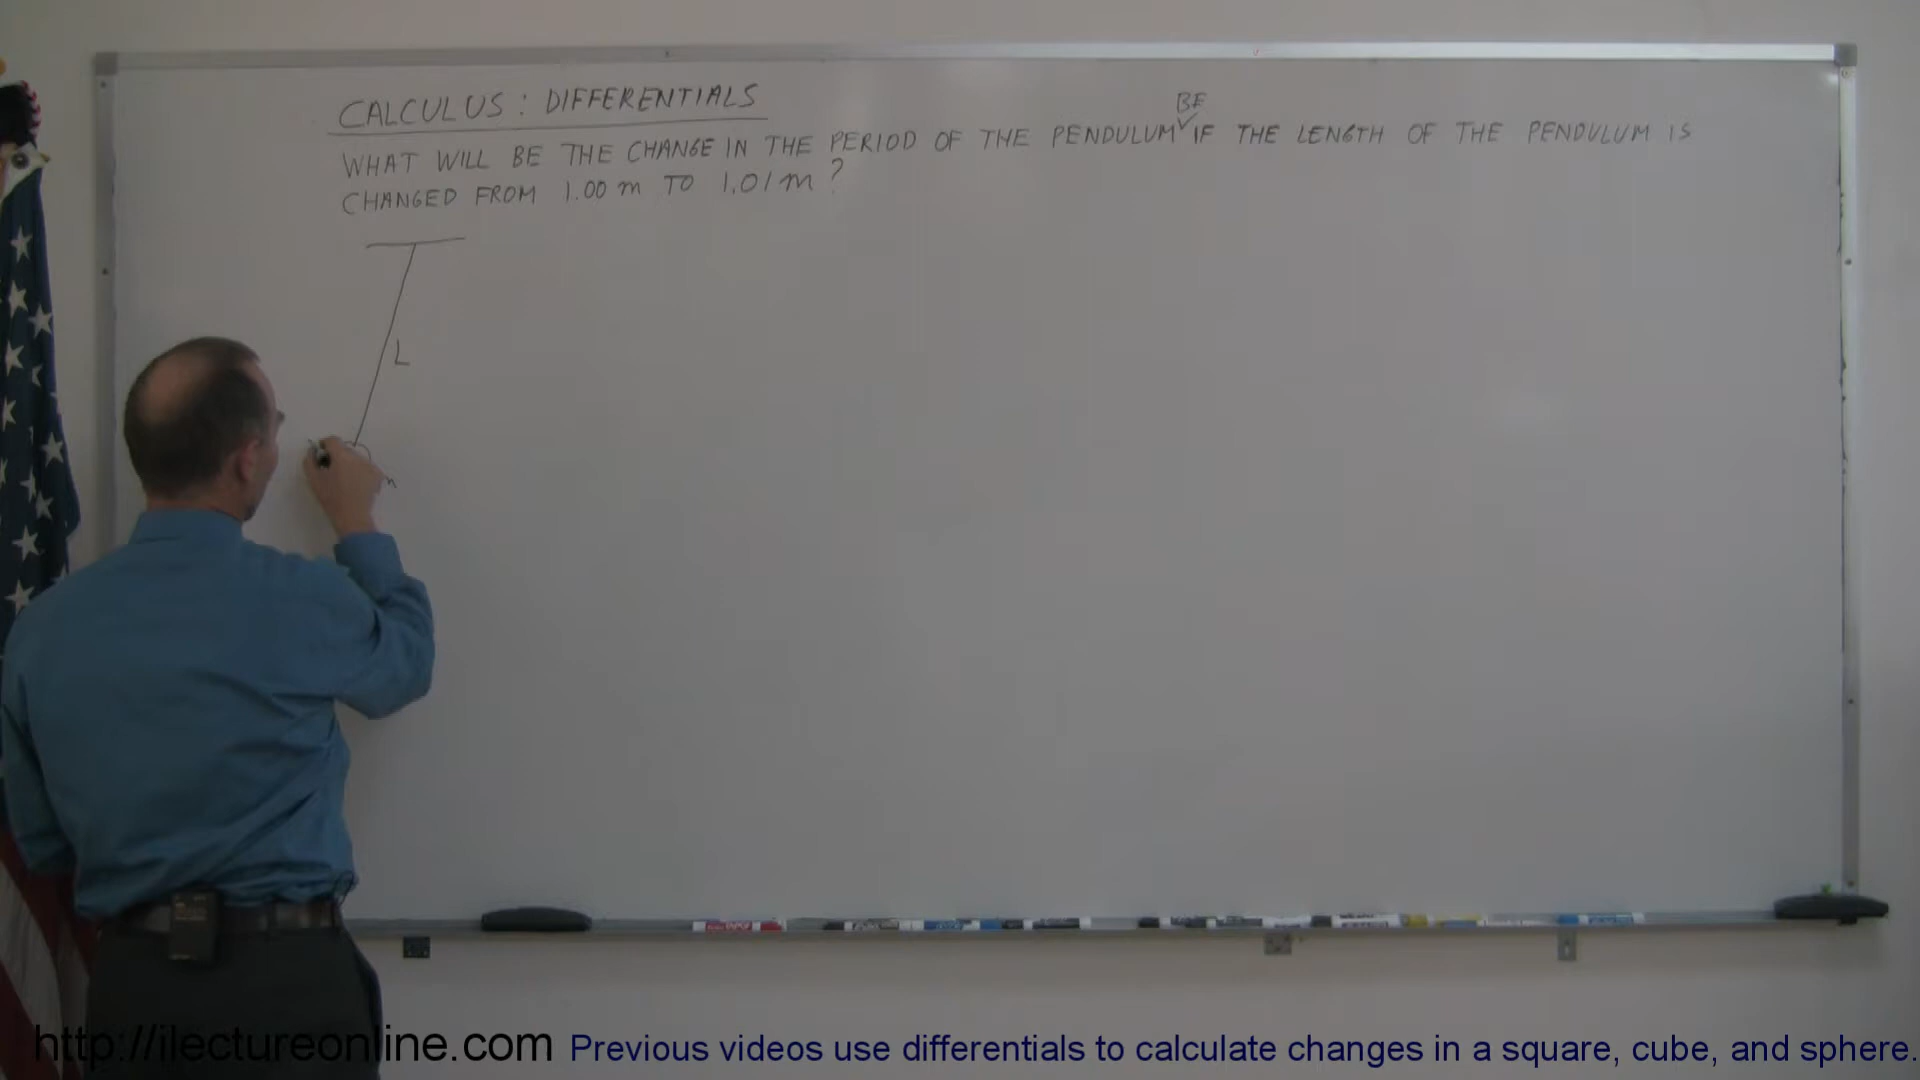 CALCULUS: DIFFERENTIALS
BE
WHAT WILL BE THE CHANGE IN THE PERIOD OF THE PENDULUM IF THE LENGTH OF THE PENDULUM IS
CHANGED FROM 1.00 m TO 1.01 m?
L
http://ilectureonline.com Previous videos use differentials to calculate changes in a square, cube, and sphere.